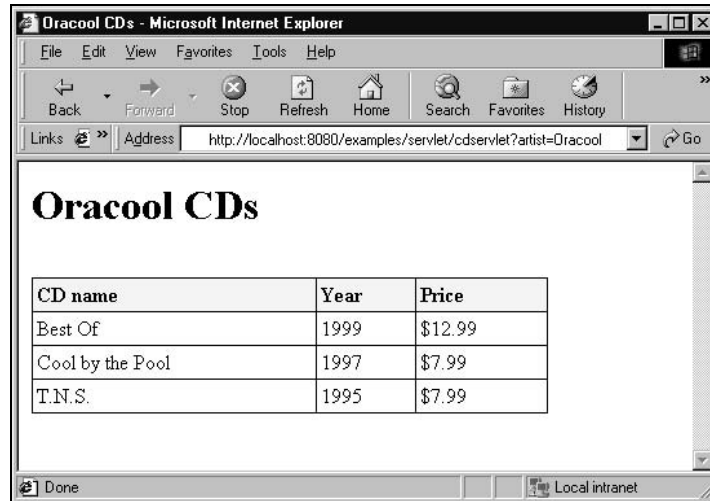 Oracool CDs - Microsoft Internet Explorer
File Edit View Favorites Tools Help
Back Forward Stop Refresh Home Search Favorites History »
Links » Address http://localhost:8080/examples/servlet/cdservlet?artist=Oracool Go
Oracool CDs
CD name Year Price
Best Of 1999 $12.99
Cool by the Pool 1997 $7.99
T.N.S. 1995 $7.99
Done Local intranet